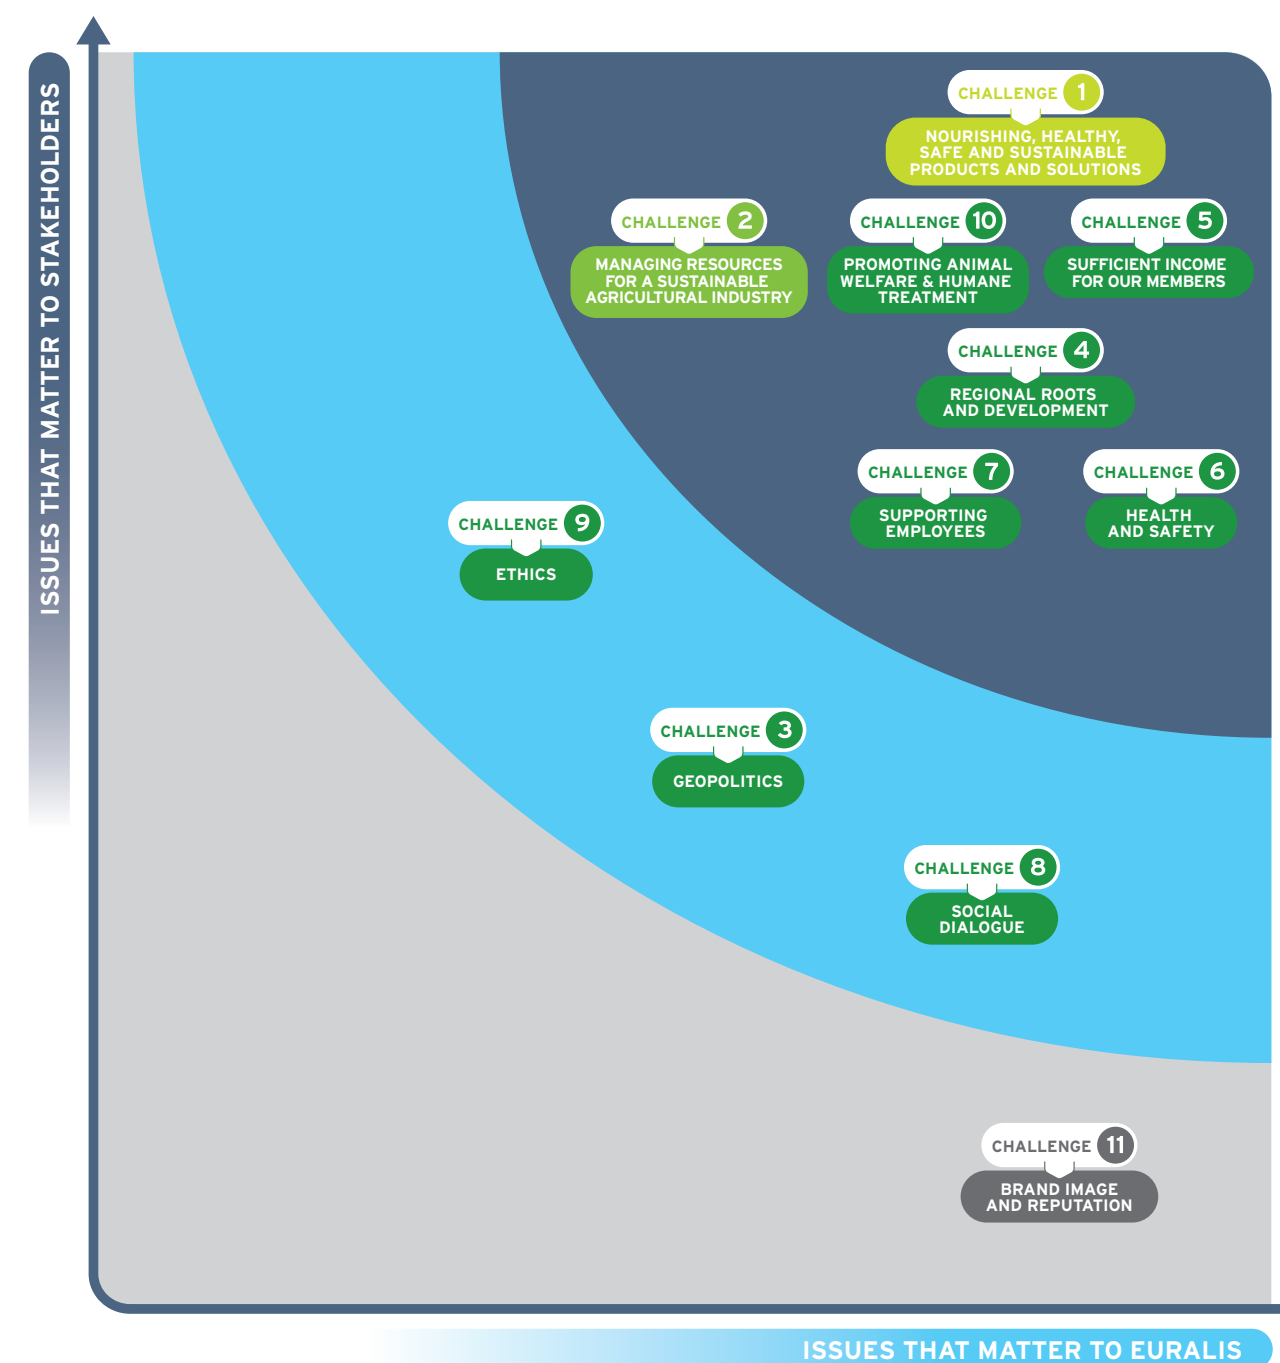 ISSUES THAT MATTER TO STAKEHOLDERS
CHALLENGE 1
NOURISHING, HEALTHY,
SAFE AND SUSTAINABLE
PRODUCTS AND SOLUTIONS
CHALLENGE 2
MANAGING RESOURCES
FOR A SUSTAINABLE
AGRICULTURAL INDUSTRY
CHALLENGE 10
PROMOTING ANIMAL
WELFARE & HUMANE
TREATMENT
CHALLENGE 5
SUFFICIENT INCOME
FOR OUR MEMBERS
CHALLENGE 4
REGIONAL ROOTS
AND DEVELOPMENT
CHALLENGE 7
SUPPORTING
EMPLOYEES
CHALLENGE 6
HEALTH
AND SAFETY
CHALLENGE 9
ETHICS
CHALLENGE 3
GEOPOLITICS
CHALLENGE 8
SOCIAL
DIALOGUE
CHALLENGE 11
BRAND IMAGE
AND REPUTATION
ISSUES THAT MATTER TO EURALIS